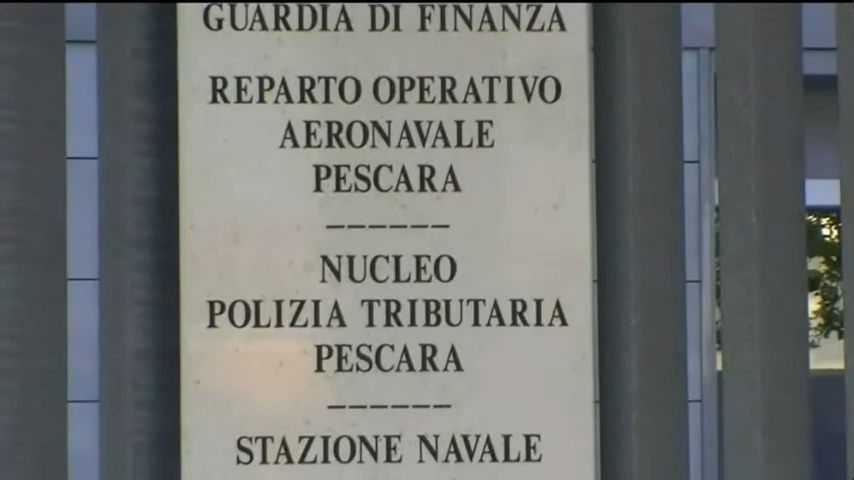 GUARDIA DI FINANZA
REPARTO OPERATIVO
AERONAVALE
PESCARA
------
NUCLEO
POLIZIA TRIBUTARIA
PESCARA
------
STAZIONE NAVALE